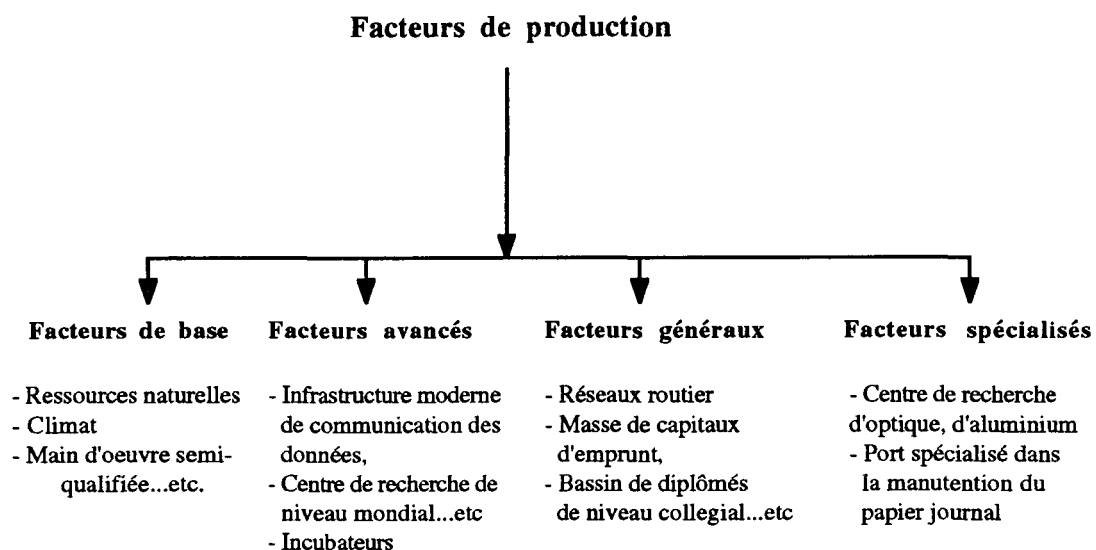 Facteurs de production
Facteurs de base
- Ressources naturelles
- Climat
- Main d'oeuvre semi-
qualifiée...etc.
Facteurs avancés
- Infrastructure moderne
de communication des
données,
- Centre de recherche de
niveau mondial...etc
- Incubateurs
Facteurs généraux
- Réseaux routier
- Masse de capitaux
d'emprunt,
- Bassin de diplômés
de niveau collegial...etc
Facteurs spécialisés
- Centre de recherche
d'optique, d'aluminium
- Port spécialisé dans
la manutention du
papier journal